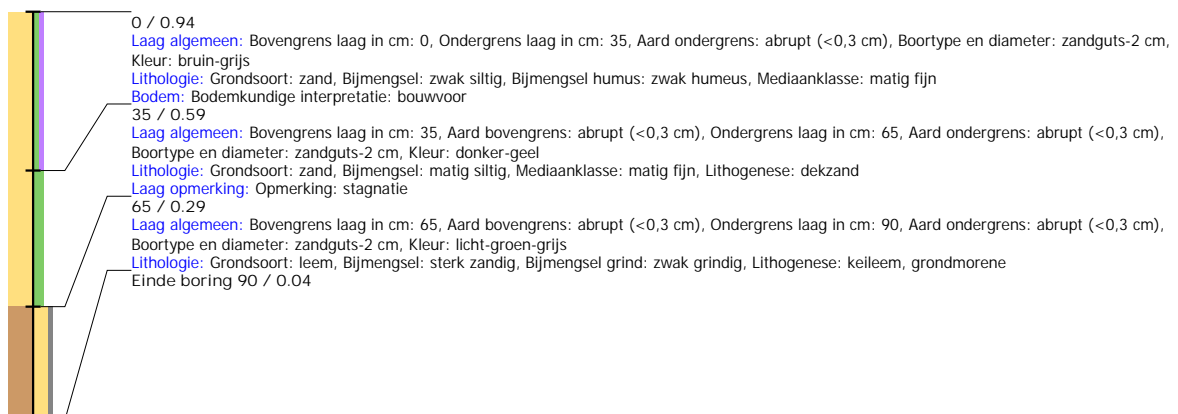 0 / 0.94
Laag algemeen: Bovengrens laag in cm: 0, Ondergrens laag in cm: 35, Aard ondergrens: abrupt (<0,3 cm), Boortype en diameter: zandguts-2 cm,
Kleur: bruin-grijs
Lithologie: Grondsoort: zand, Bijmengsel: zwak siltig, Bijmengsel humus: zwak humeus, Mediaanklasse: matig fijn
Bodem: Bodemkundige interpretatie: bouwvoor
35 / 0.59
Laag algemeen: Bovengrens laag in cm: 35, Aard bovengrens: abrupt (<0,3 cm), Ondergrens laag in cm: 65, Aard ondergrens: abrupt (<0,3 cm),
Boortype en diameter: zandguts-2 cm, Kleur: donker-geel
Lithologie: Grondsoort: zand, Bijmengsel: matig siltig, Mediaanklasse: matig fijn, Lithogenese: dekzand
Laag opmerking: Opmerking: stagnatie
65 / 0.29
Laag algemeen: Bovengrens laag in cm: 65, Aard bovengrens: abrupt (<0,3 cm), Ondergrens laag in cm: 90, Aard ondergrens: abrupt (<0,3 cm),
Boortype en diameter: zandguts-2 cm, Kleur: licht-groen-grijs
Lithologie: Grondsoort: leem, Bijmengsel: sterk zandig, Bijmengsel grind: zwak grindig, Lithogenese: keileem, grondmorene
Einde boring 90 / 0.04